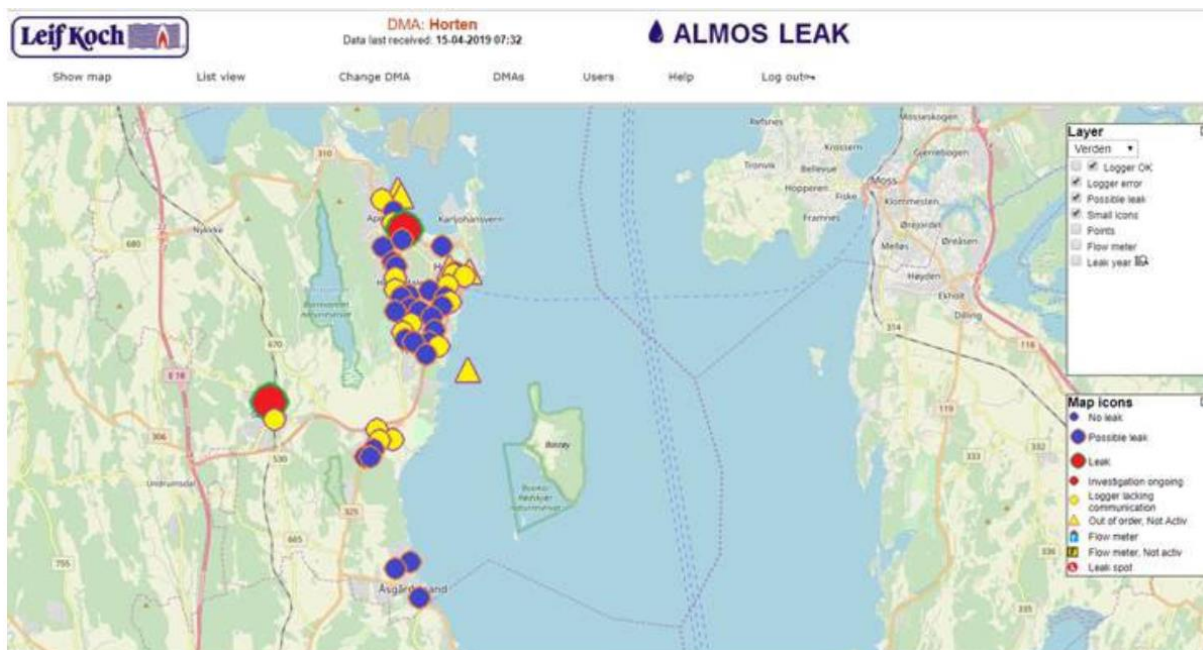 Leif Koch
DMA: Horten
Data last received: 15-04-2019 07:32
ALMOS LEAK
Show map List view Change DMA DMAs Users Help Log out
Layer
Verden
Logger OK
Logger error
Possible leak
Small icons
Points
Flow meter
Leak year
Map icons
No leak
Possible leak
Leak
Investigation ongoing
Logger lacking
communication
Out of order, Not Activ
Flow meter
Flow meter, Not activ
Leak spot
Mosseskogen
Refsnes
Gjerrebogen
Krossern
Tronvik
Bellevue
Moss
Hopperen
Fiske
Klømmesten
Framnes
Ørejordet
Meløs
Øreåsen
Høyden
Ekholt
Dilling
310
Karljohansvern
Nykirke
680
670
E 18
306
530
Undrumsdal
Bastøy
325
665
755
314
118
119
333
332
336
335